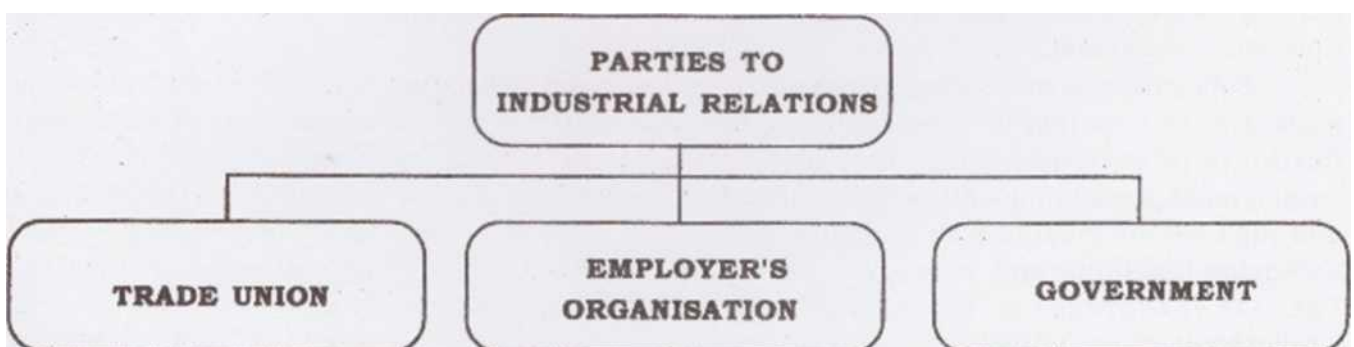 PARTIES TO
INDUSTRIAL RELATIONS
TRADE UNION
EMPLOYER'S
ORGANISATION
GOVERNMENT